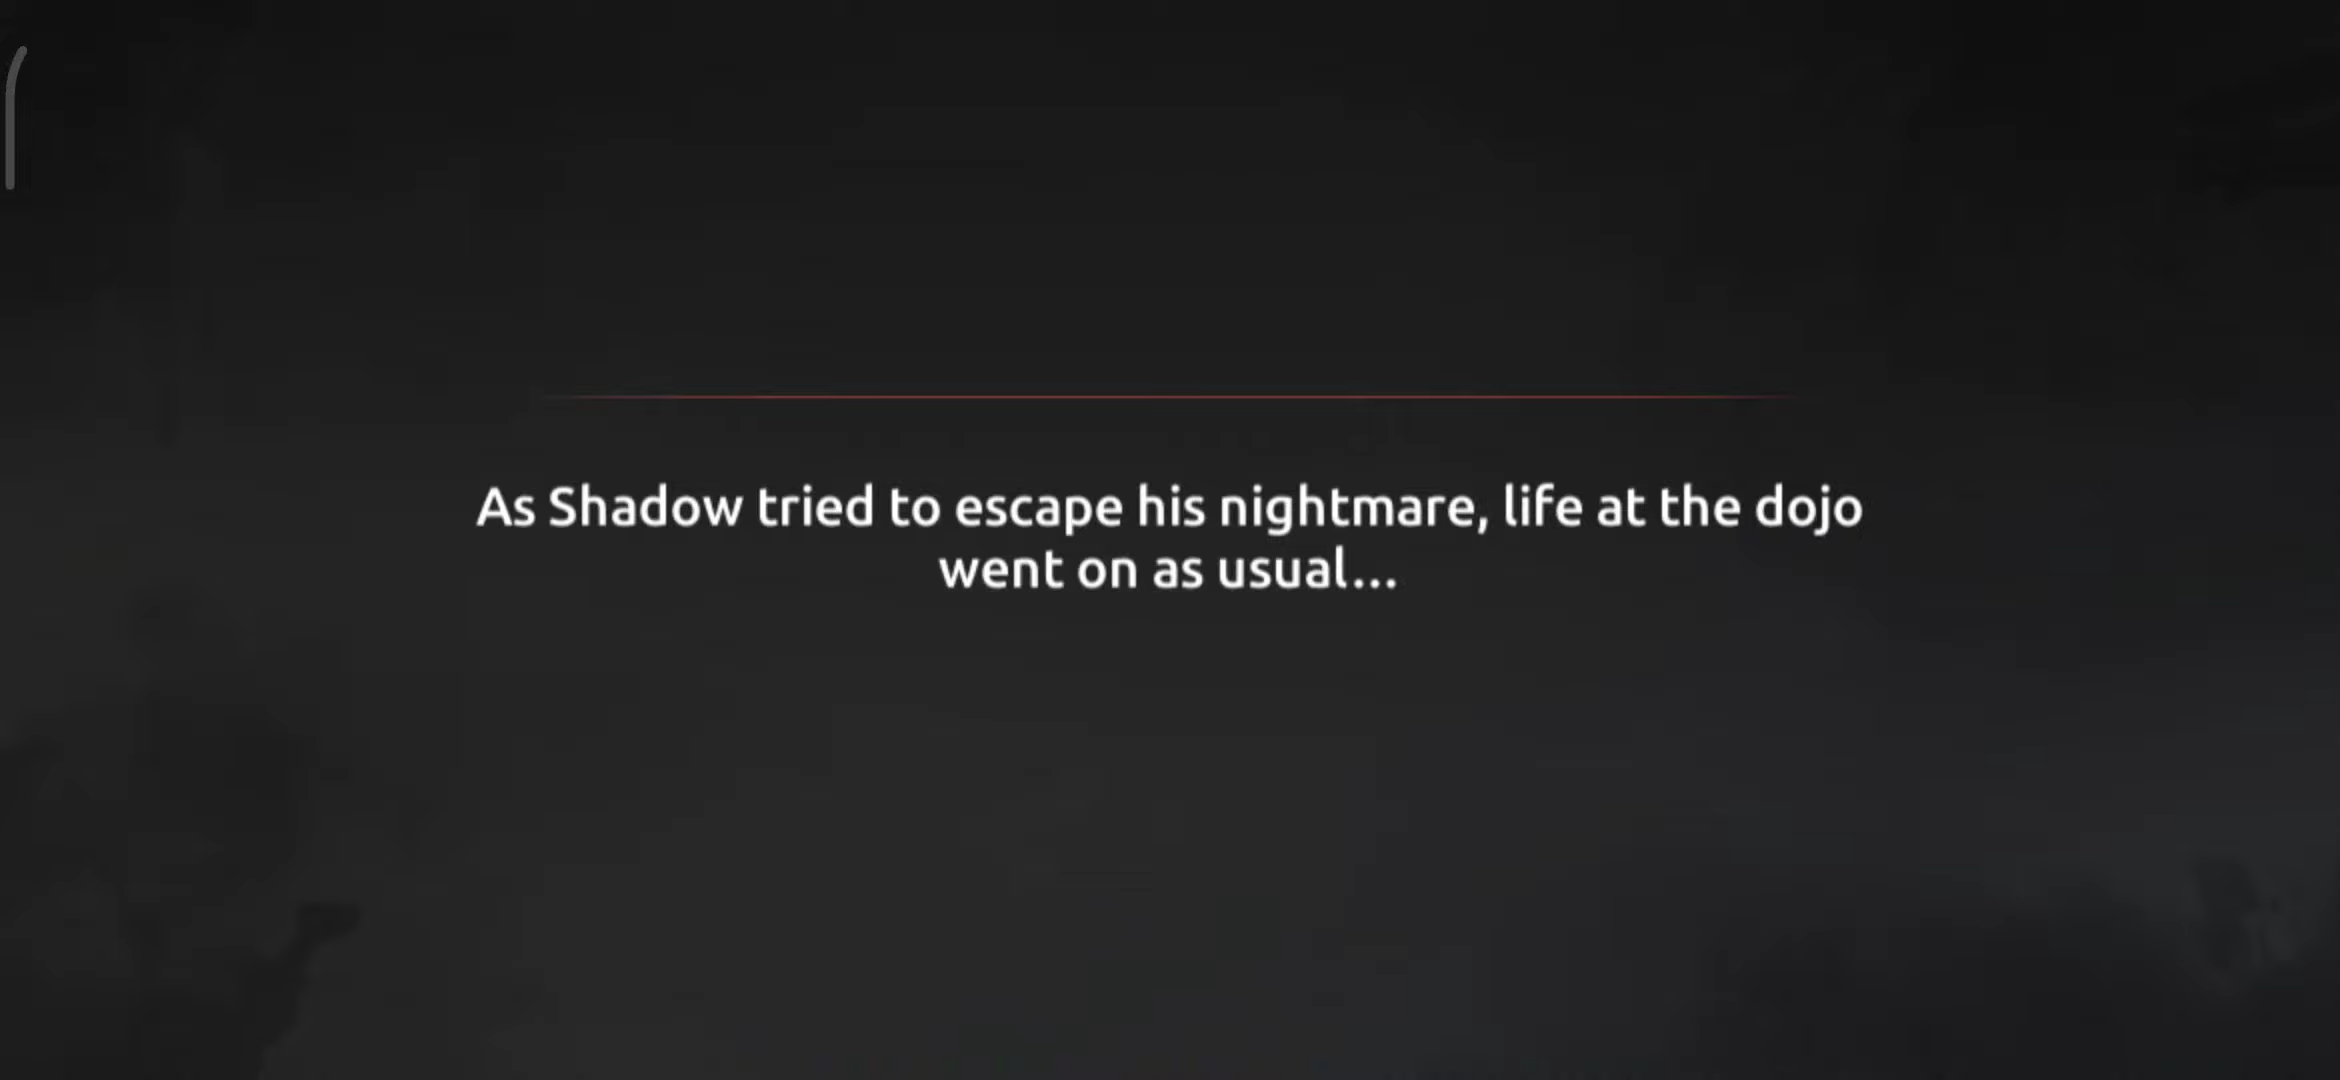 As Shadow tried to escape his nightmare, life at the dojo
went on as usual...